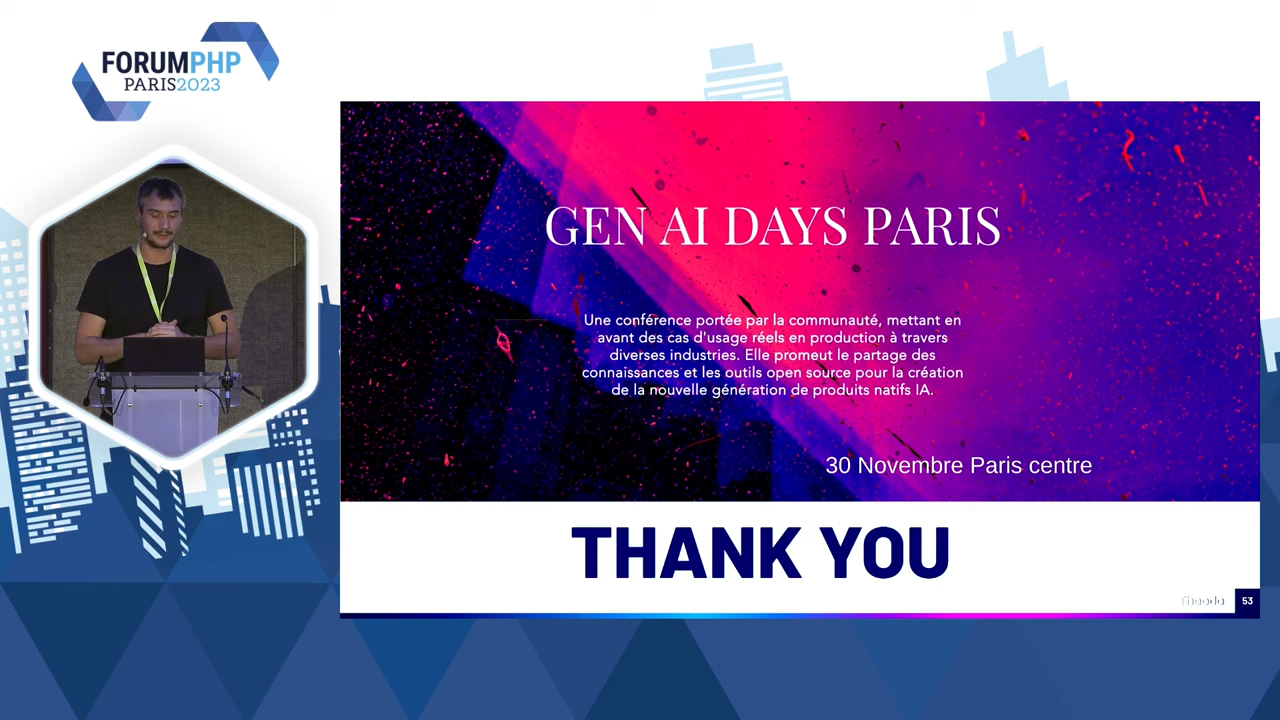 FORUMPHP
PARIS2023
GEN AI DAYS PARIS
Une conférence portée par la communauté, mettant en
avant des cas d'usage réels en production à travers
diverses industries. Elle promeut le partage des
connaissances et les outils open source pour la création
de la nouvelle génération de produits natifs IA.
30 Novembre Paris centre
THANK YOU
Theodo
53